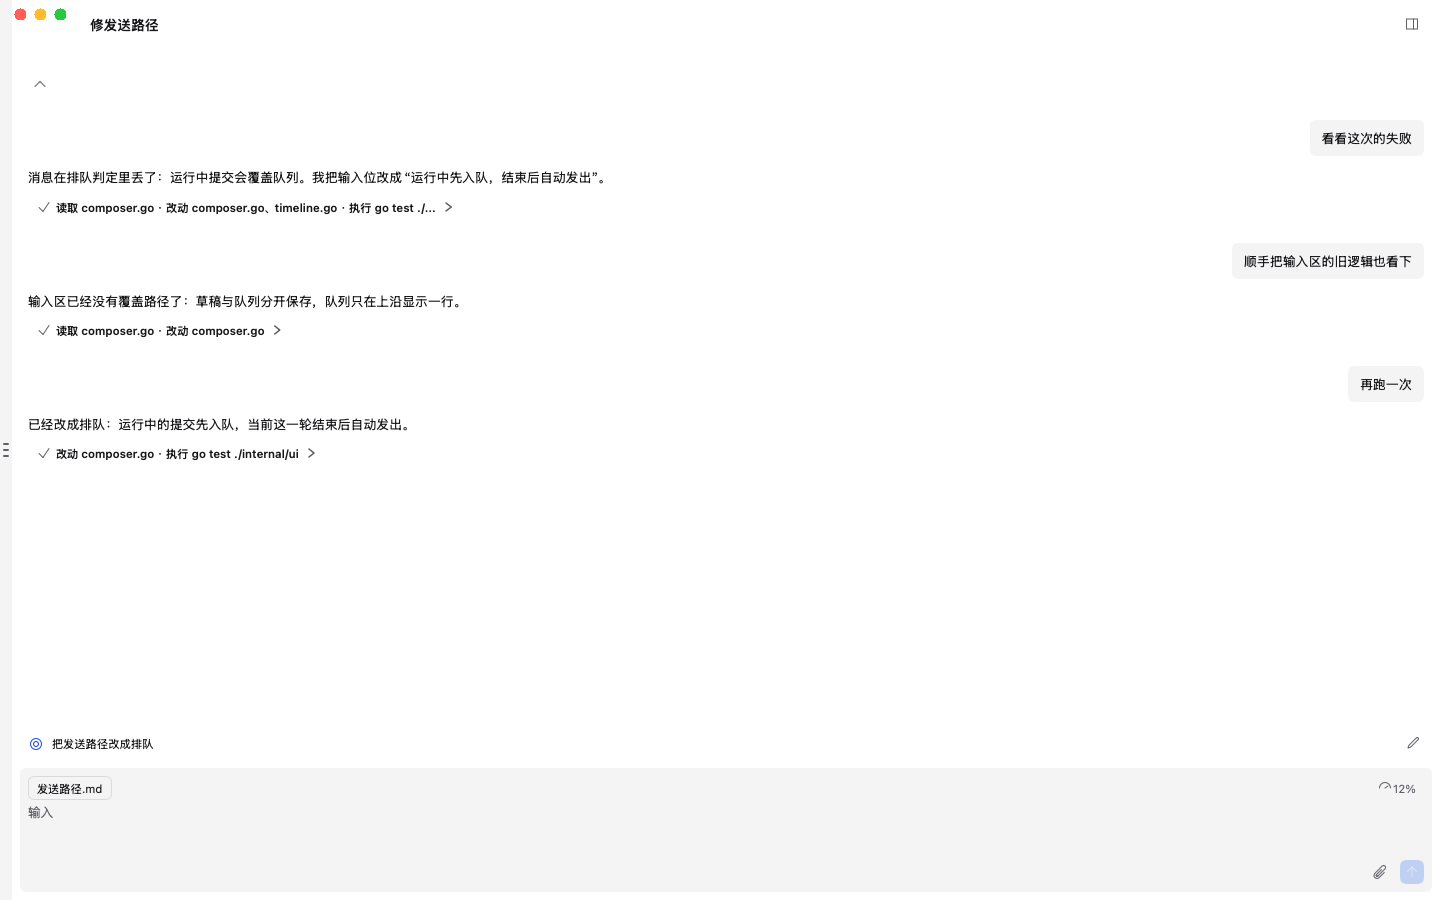 修发送路径
看看这次的失败
消息在排队判定里丢了：运行中提交会覆盖队列。我把输入位改成“运行中先入队，结束后自动发出”。
读取 composer.go · 改动 composer.go、timeline.go · 执行 go test ./...
顺手把输入区的旧逻辑也看下
输入区已经没有覆盖路径了：草稿与队列分开保存，队列只在上沿显示一行。
读取 composer.go · 改动 composer.go
再跑一次
已经改成排队：运行中的提交先入队，当前这一轮结束后自动发出。
改动 composer.go · 执行 go test ./internal/ui
把发送路径改成排队
发送路径.md
12%
输入